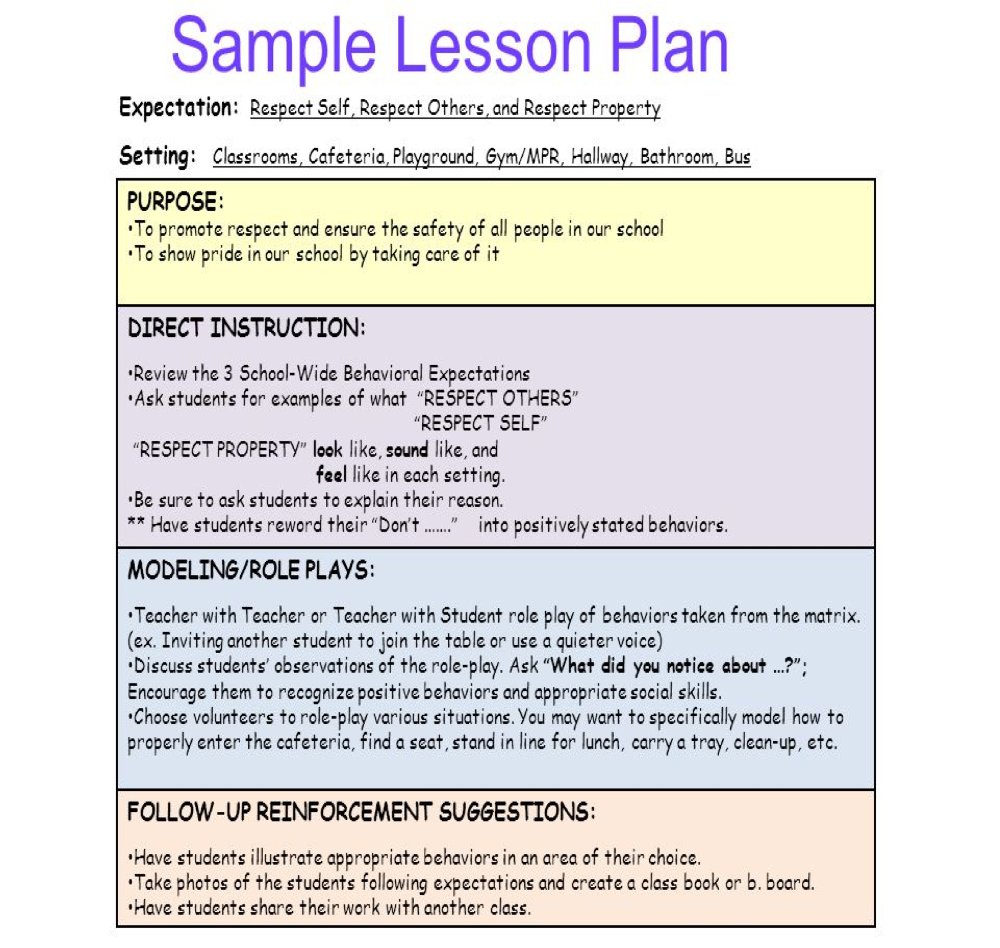 Sample Lesson Plan
Expectation: Respect Self, Respect Others, and Respect Property
Setting: Classrooms, Cafeteria, Playground, Gym/MPR, Hallway, Bathroom, Bus
PURPOSE:
•To promote respect and ensure the safety of all people in our school
•To show pride in our school by taking care of it
DIRECT INSTRUCTION:
•Review the 3 School-Wide Behavioral Expectations
•Ask students for examples of what “RESPECT OTHERS”
“RESPECT SELF”
“RESPECT PROPERTY” look like, sound like, and
feel like in each setting.
•Be sure to ask students to explain their reason.
** Have students reword their “Don’t .......” into positively stated behaviors.
MODELING/ROLE PLAYS:
•Teacher with Teacher or Teacher with Student role play of behaviors taken from the matrix.
(ex. Inviting another student to join the table or use a quieter voice)
•Discuss students’ observations of the role-play. Ask “What did you notice about ...?”;
Encourage them to recognize positive behaviors and appropriate social skills.
•Choose volunteers to role-play various situations. You may want to specifically model how to
properly enter the cafeteria, find a seat, stand in line for lunch, carry a tray, clean-up, etc.
FOLLOW-UP REINFORCEMENT SUGGESTIONS:
•Have students illustrate appropriate behaviors in an area of their choice.
•Take photos of the students following expectations and create a class book or b. board.
•Have students share their work with another class.